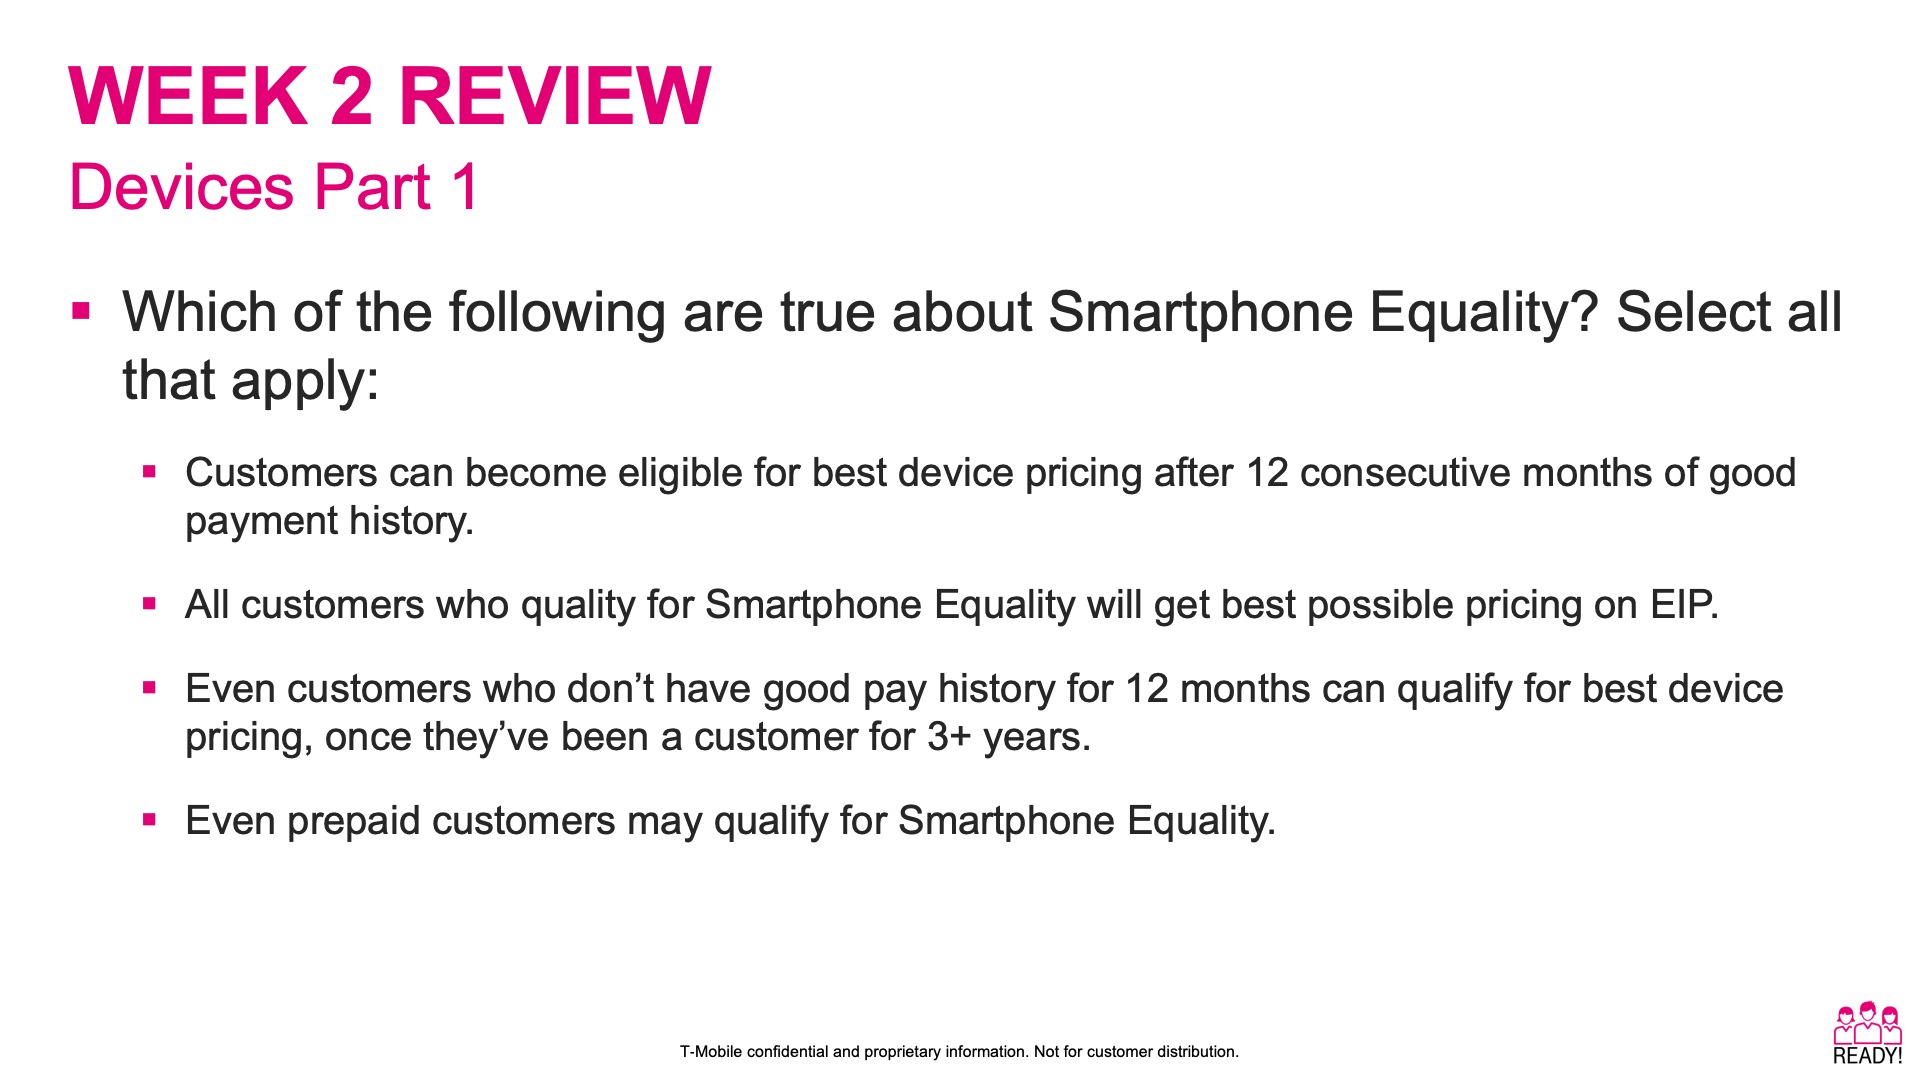 WEEK 2 REVIEW
Devices Part 1
Which of the following are true about Smartphone Equality? Select all
that apply:
Customers can become eligible for best device pricing after 12 consecutive months of good
payment history.
All customers who quality for Smartphone Equality will get best possible pricing on EIP.
Even customers who don’t have good pay history for 12 months can qualify for best device
pricing, once they’ve been a customer for 3+ years.
Even prepaid customers may qualify for Smartphone Equality.
T-Mobile confidential and proprietary information. Not for customer distribution.
READY!